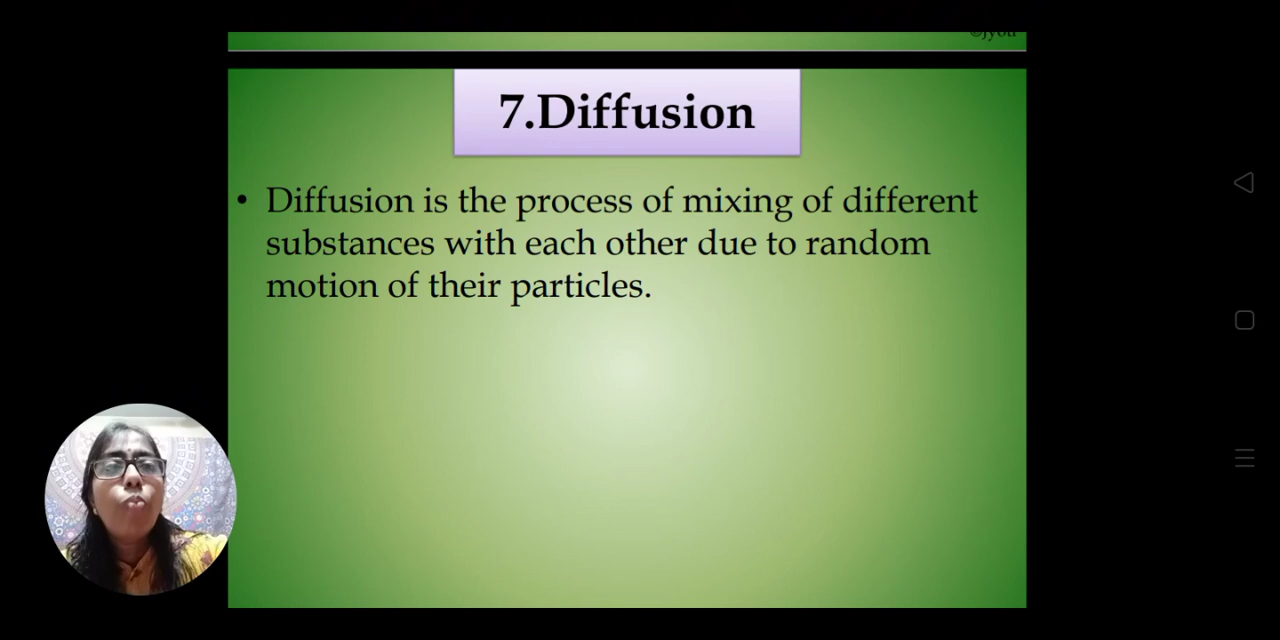 ©jyoti
7.Diffusion
• Diffusion is the process of mixing of different
substances with each other due to random
motion of their particles.